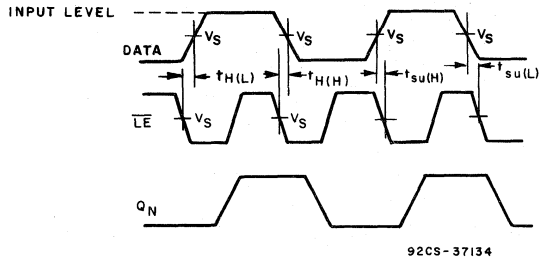 INPUT LEVEL
DATA
VS VS VS VS
tH(L) tH(H) tsu(H) tsu(L)
LE VS VS
QN
92CS-37134